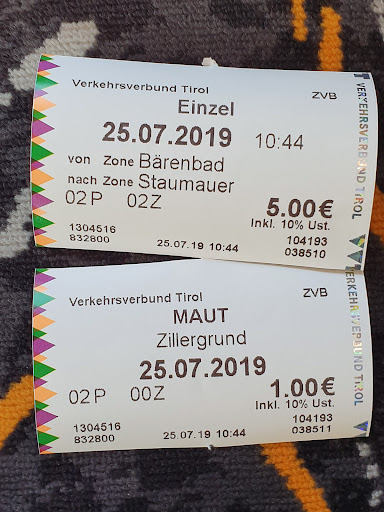 Verkehrsverbund Tirol
ZVB
Einzel
25.07.2019 10:44
von Zone Bärenbad
nach Zone Staumauer
02P 02Z 5.00€
Inkl. 10% Ust.
1304516 104193
832800 25.07.19 10:44 038510
VERKEHRSVERBUND TIROL
Verkehrsverbund Tirol ZVB
MAUT
Zillergrund
25.07.2019
02P 00Z 1.00€
Inkl. 10% Ust.
1304516 104193
832800 25.07.19 10:44 038511
VERKEHRSVERBUND TIROL